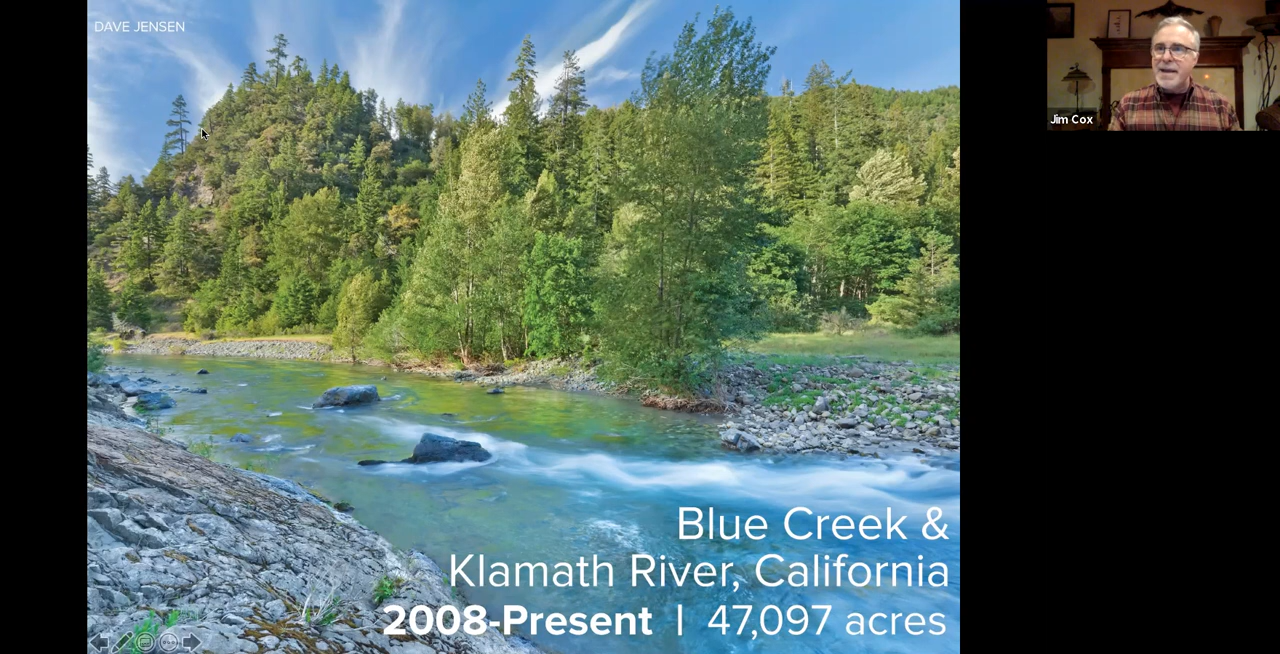 DAVE JENSEN
Jim Cox
Blue Creek &
Klamath River, California
2008-Present | 47,097 acres